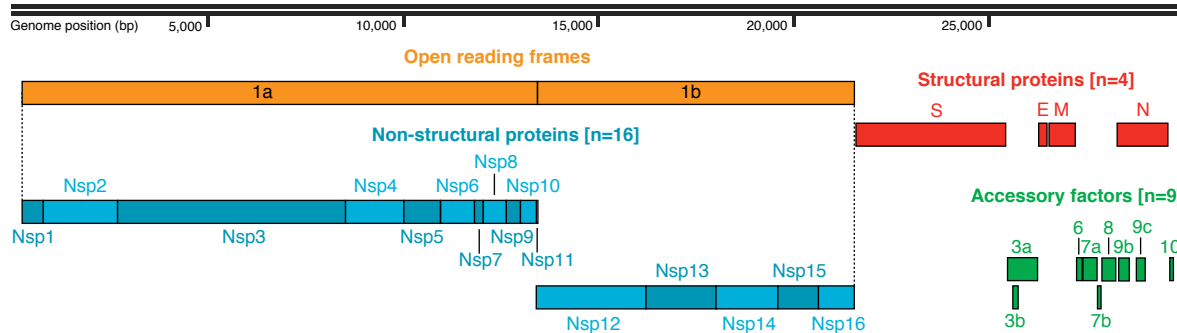 Genome position (bp) 5,000 10,000 15,000 20,000 25,000
Open reading frames
1a 1b
Structural proteins [n=4]
S E M N
Non-structural proteins [n=16]
Nsp8
Nsp2 Nsp4 Nsp6 Nsp10
Accessory factors [n=9
Nsp1 Nsp3 Nsp5 Nsp9
Nsp7 Nsp11
6 8 9c
3a 7a 9b 10
Nsp13 Nsp15
3b 7b
Nsp12 Nsp14 Nsp16